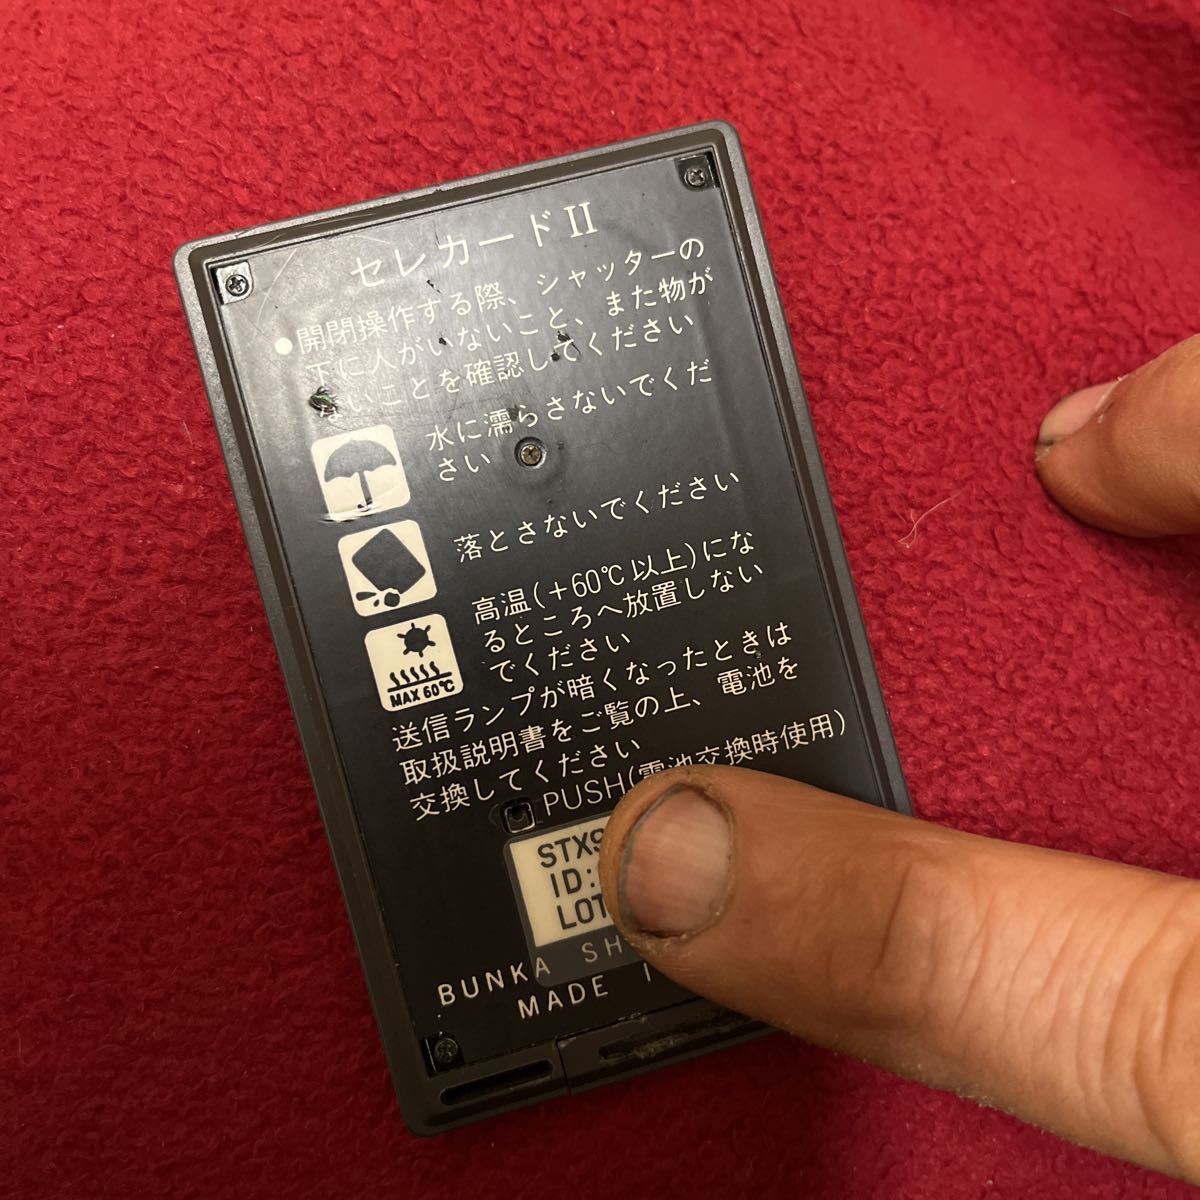 セレカードII
●開閉操作する際、シャッターの
下に人がいないこと、また物が
ないことを確認してください
水に濡らさないでくだ
さい
落とさないでください
高温(+60℃以上)にな
るところへ放置しない
でください
MAX 60℃
送信ランプが暗くなったときは
取扱説明書をご覧の上、電池を
交換してください
PUSH(電池交換時使用)
STX
ID:
LOT
BUNKA SH
MADE